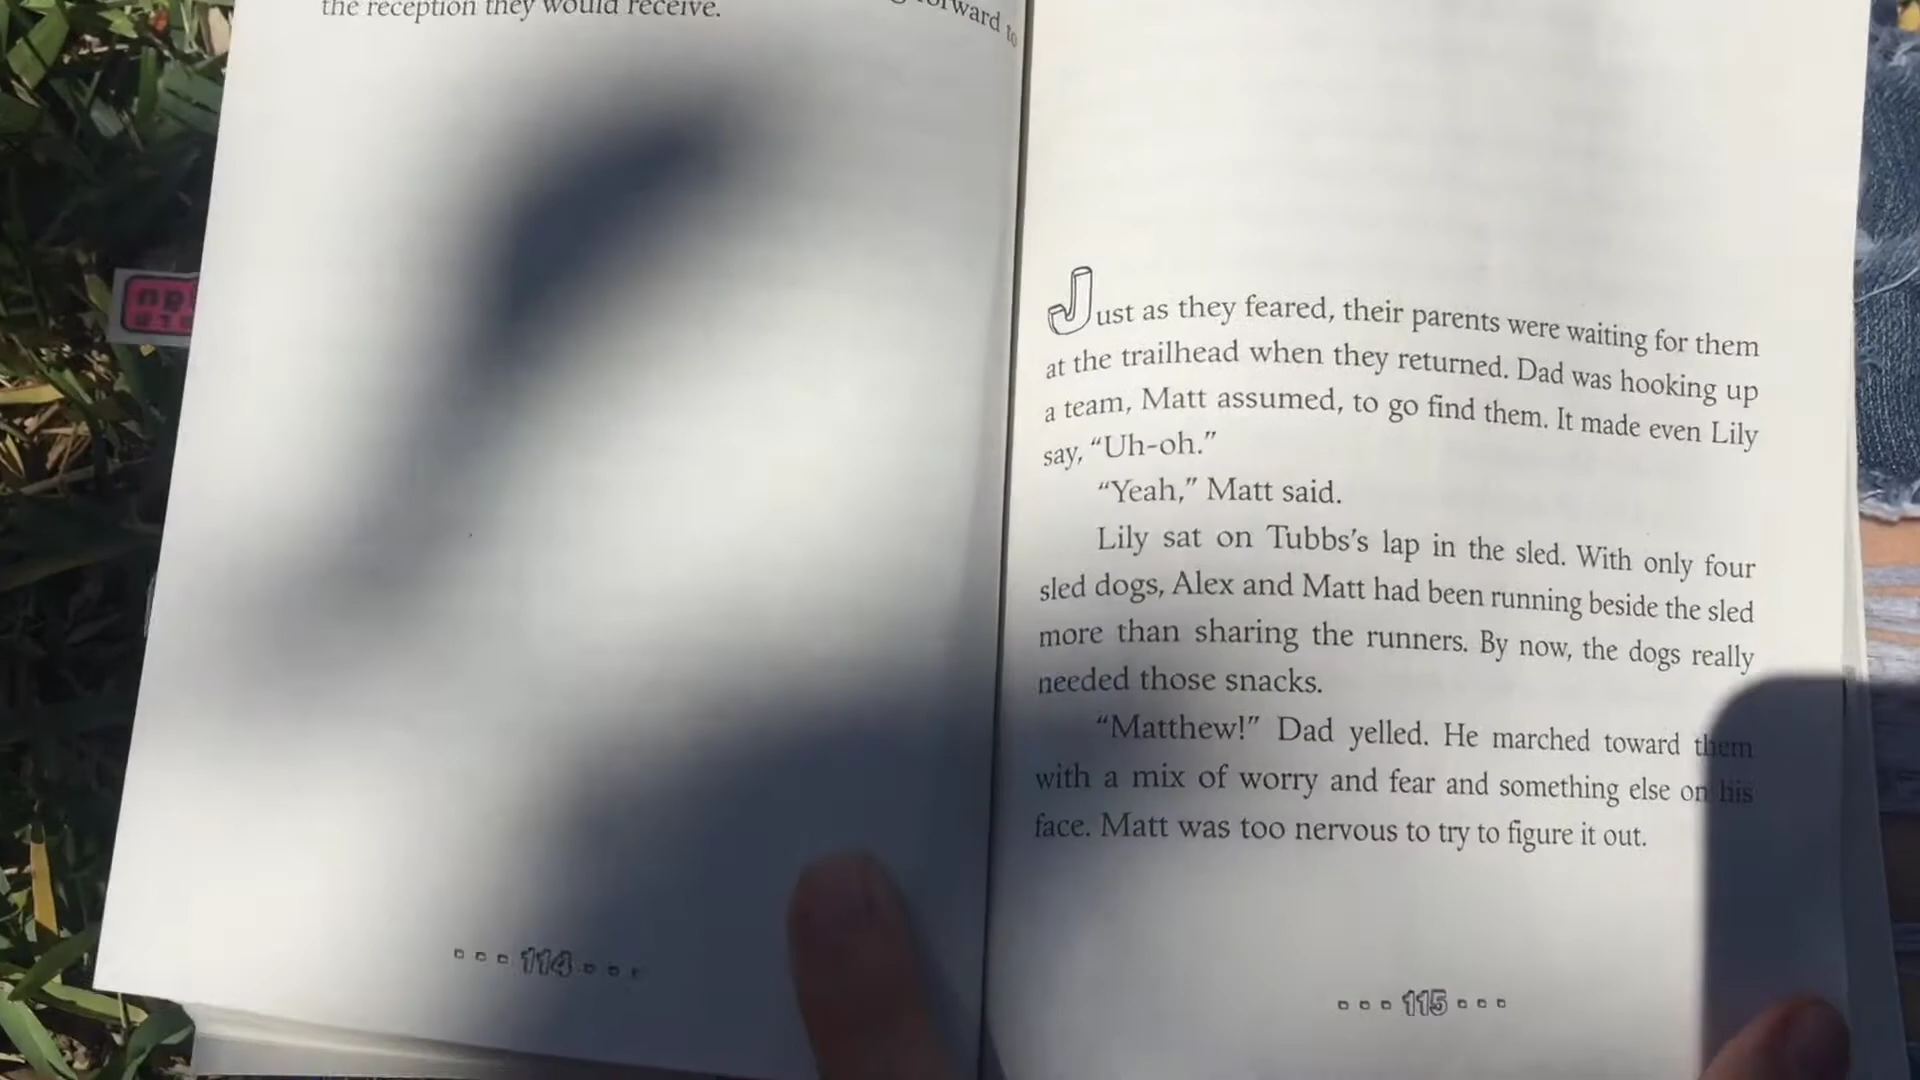 forward to
the reception they would receive.
114
Just as they feared, their parents were waiting for them
at the trailhead when they returned. Dad was hooking up
a team, Matt assumed, to go find them. It made even Lily
say, “Uh-oh.”
“Yeah,” Matt said.
Lily sat on Tubbs’s lap in the sled. With only four
sled dogs, Alex and Matt had been running beside the sled
more than sharing the runners. By now, the dogs really
needed those snacks.
“Matthew!” Dad yelled. He marched toward them
with a mix of worry and fear and something else on his
face. Matt was too nervous to try to figure it out.
115